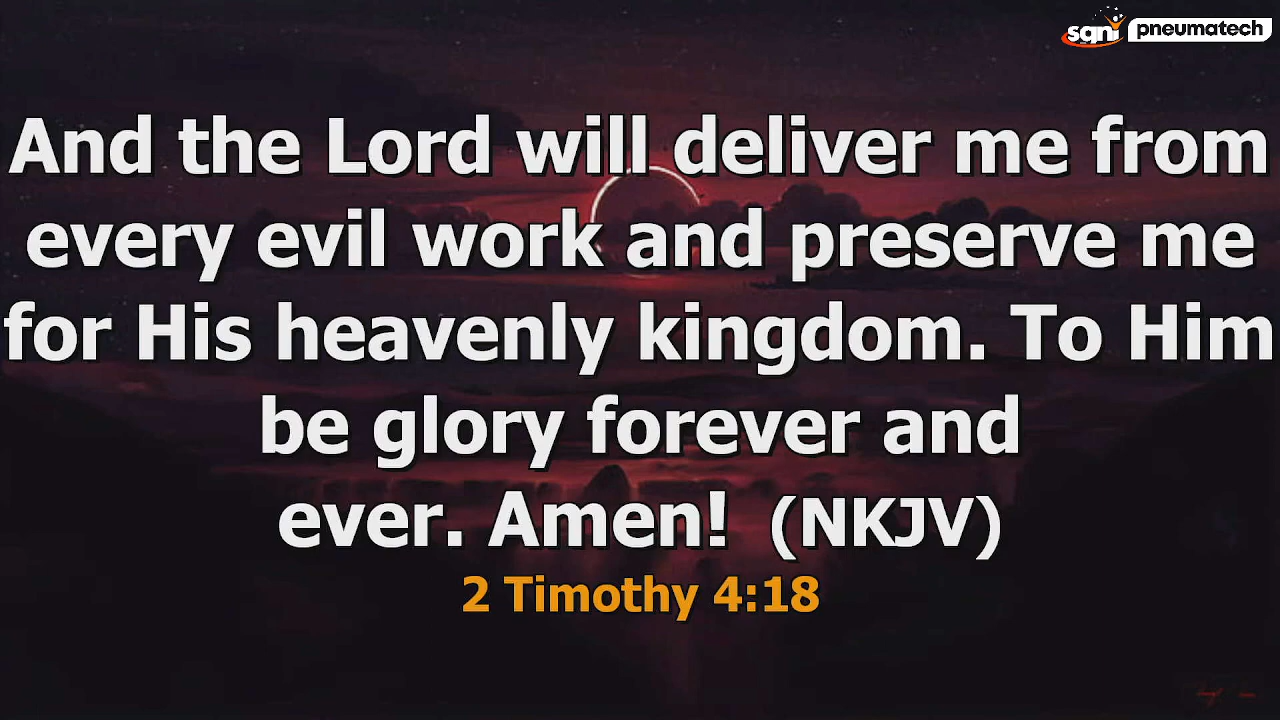 sqni pneumatech
And the Lord will deliver me from
every evil work and preserve me
for His heavenly kingdom. To Him
be glory forever and
ever. Amen!  (NKJV)
2 Timothy 4:18